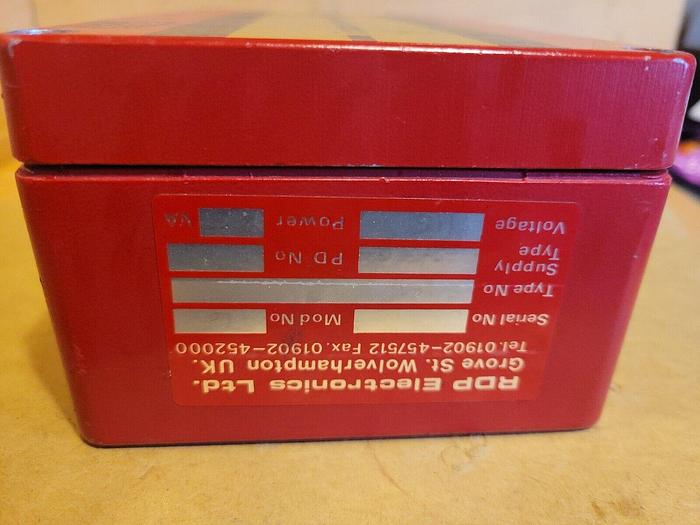 RDP Electronics Ltd.
Grove St. Wolverhampton UK.
Tel.01902-457512 Fax. 01902-452000
Serial No Mod No
Type No
Supply Type PD No
Voltage Power VA